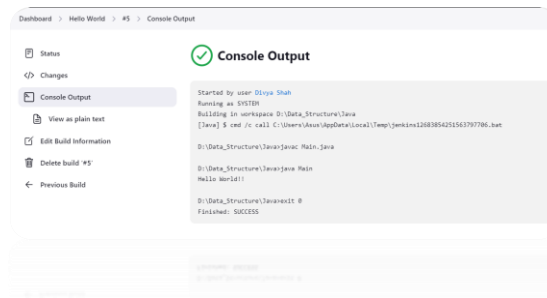 Dashboard > Hello World > #5 > Console Output
Status
Changes
Console Output
View as plain text
Edit Build Information
Delete build '#5'
Previous Build
Console Output
Started by user Divya Shah
Running as SYSTEM
Building in workspace D:\Data_Structure\Java
[Java] $ cmd /c call C:\Users\Asus\AppData\Local\Temp\jenkins12683854251563797706.bat
D:\Data_Structure\Java>javac Main.java
D:\Data_Structure\Java>java Main
Hello World!!
D:\Data_Structure\Java>exit 0
Finished: SUCCESS